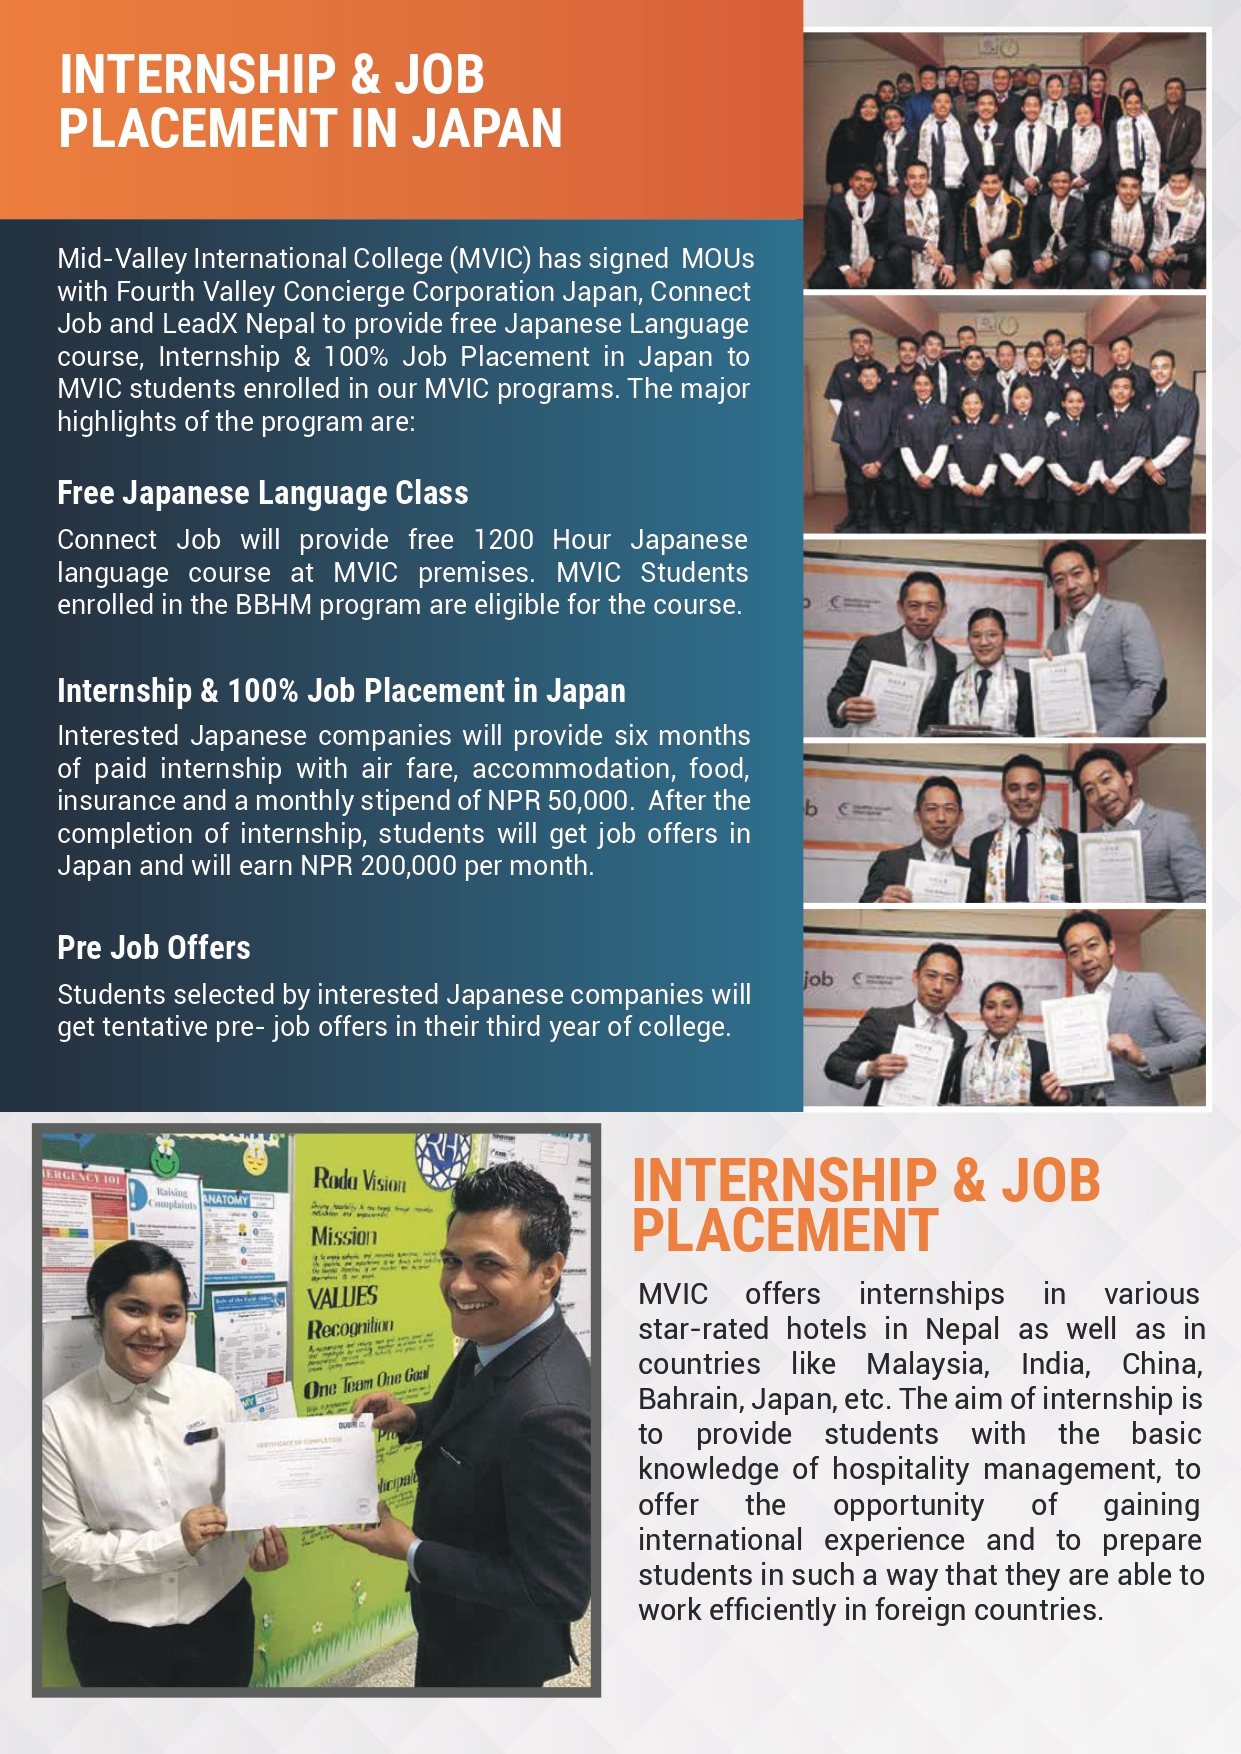 INTERNSHIP & JOB
PLACEMENT IN JAPAN
Mid-Valley International College (MVIC) has signed MOUs
with Fourth Valley Concierge Corporation Japan, Connect
Job and LeadX Nepal to provide free Japanese Language
course, Internship & 100% Job Placement in Japan to
MVIC students enrolled in our MVIC programs. The major
highlights of the program are:
Free Japanese Language Class
Connect Job will provide free 1200 Hour Japanese
language course at MVIC premises. MVIC Students
enrolled in the BBHM program are eligible for the course.
Internship & 100% Job Placement in Japan
Interested Japanese companies will provide six months
of paid internship with air fare, accommodation, food,
insurance and a monthly stipend of NPR 50,000. After the
completion of internship, students will get job offers in
Japan and will earn NPR 200,000 per month.
Pre Job Offers
Students selected by interested Japanese companies will
get tentative pre- job offers in their third year of college.
job
EMERGENCY 101
Raising
Complaints
ANATOMY
Roda Vision
Mission
VALUES
Recognition
One Team One Goal
CERTIFICATE OF COMPLETION
INTERNSHIP & JOB
PLACEMENT
MVIC offers internships in various
star-rated hotels in Nepal as well as in
countries like Malaysia, India, China,
Bahrain, Japan, etc. The aim of internship is
to provide students with the basic
knowledge of hospitality management, to
offer the opportunity of gaining
international experience and to prepare
students in such a way that they are able to
work efficiently in foreign countries.